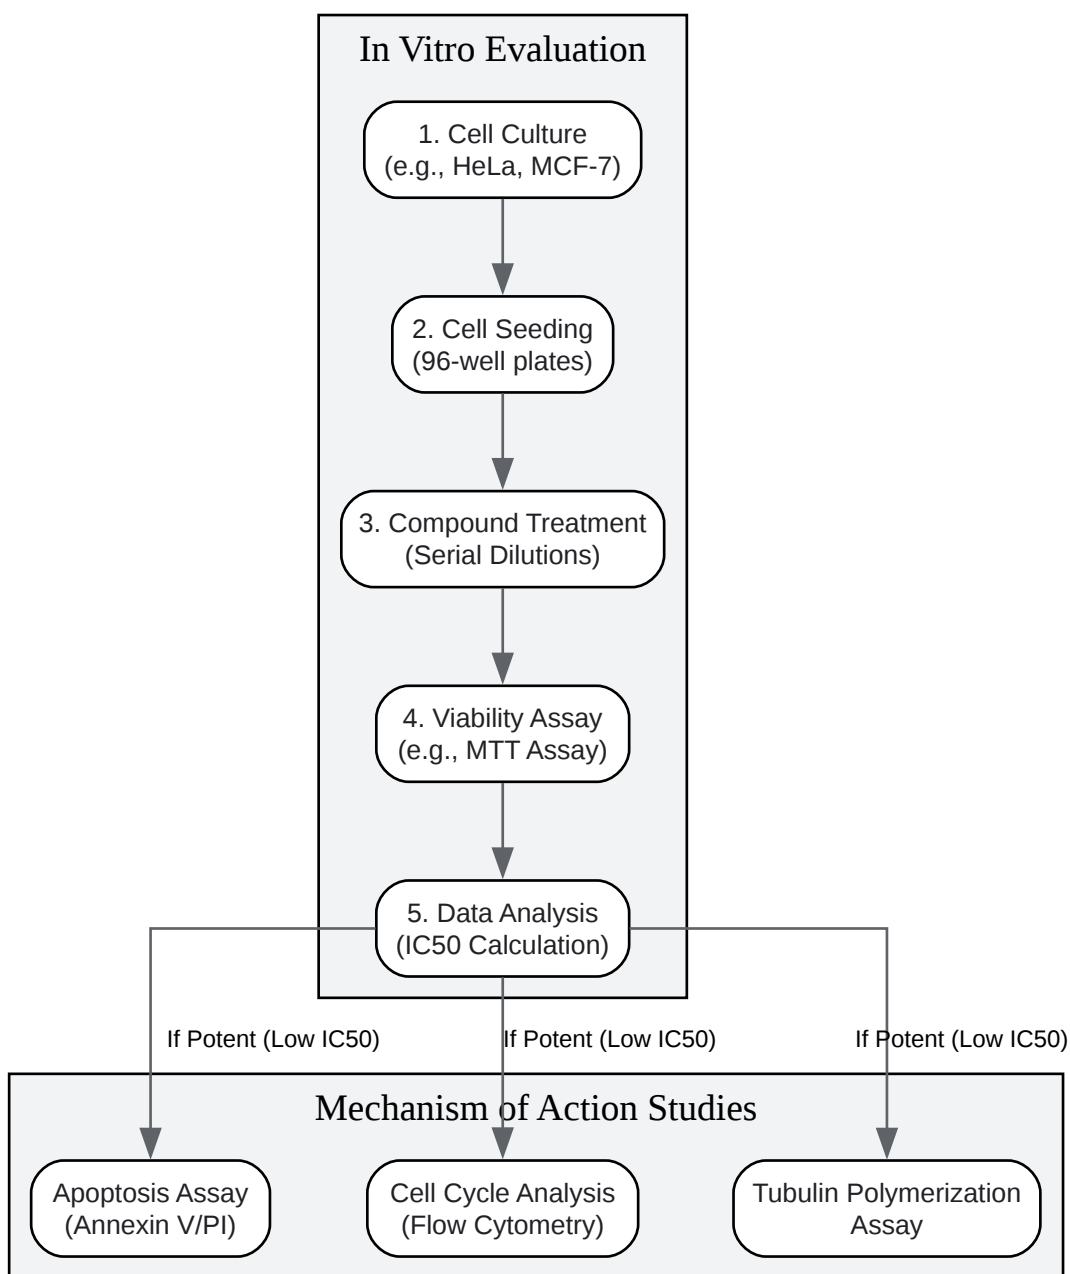 In Vitro Evaluation
1. Cell Culture
(e.g., HeLa, MCF-7)
2. Cell Seeding
(96-well plates)
3. Compound Treatment
(Serial Dilutions)
4. Viability Assay
(e.g., MTT Assay)
5. Data Analysis
(IC50 Calculation)
If Potent (Low IC50)
If Potent (Low IC50)
If Potent (Low IC50)
Mechanism of Action Studies
Apoptosis Assay
(Annexin V/PI)
Cell Cycle Analysis
(Flow Cytometry)
Tubulin Polymerization
Assay